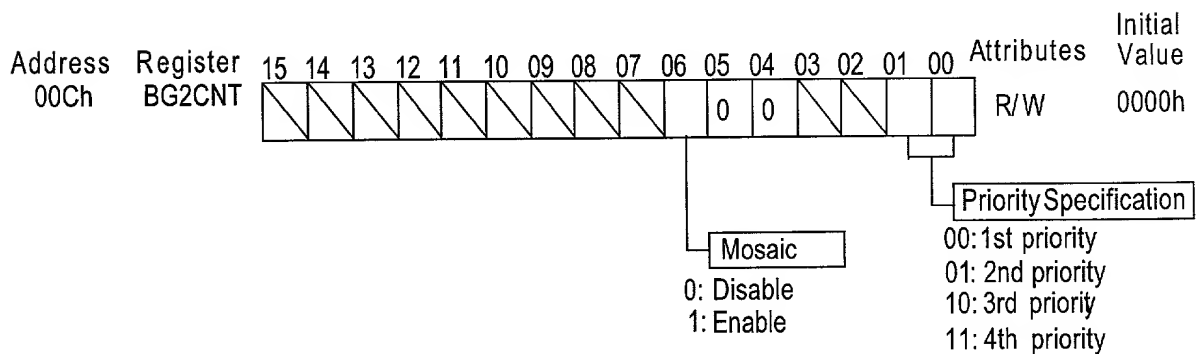 Address Register 15 14 13 12 11 10 09 08 07 06 05 04 03 02 01 00 Attributes Initial Value
00Ch BG2CNT 0 0 R/W 0000h
Priority Specification
00: 1st priority
01: 2nd priority
10: 3rd priority
11: 4th priority
Mosaic
0: Disable
1: Enable